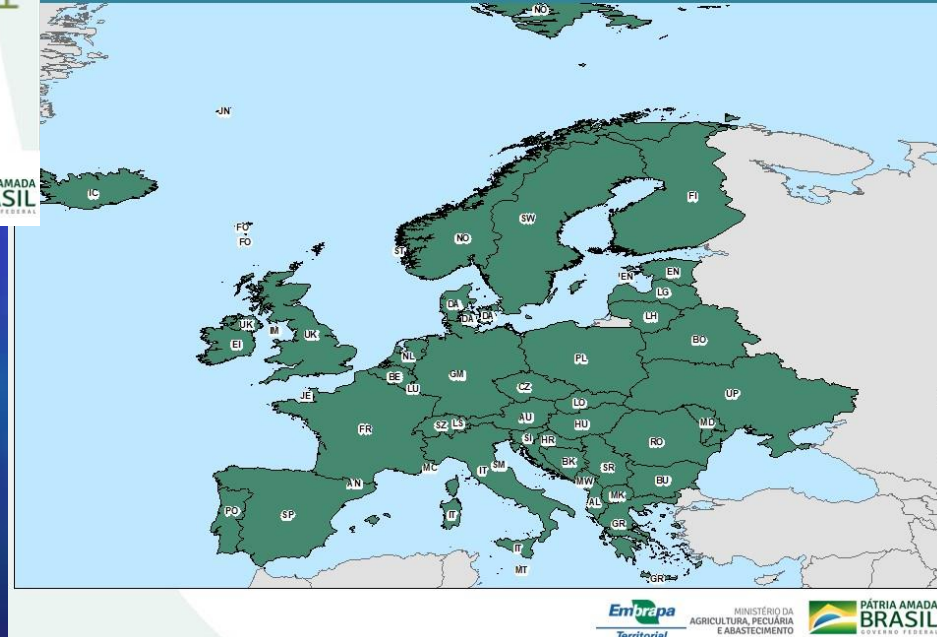 NO
JN
AMADA
ASIL
FEDERAL
IC
FO
FO
FI
SW
NO
ST
EN
EN
LG
LH
DA
DA
DA
UK
IM
UK
EI
BO
NL
BE
GM
PL
LU
CZ
UP
JE
LO
AU
HU
MD
FR
SZ
LS
SI
HR
RO
BK
SR
MC
IT
SM
MW
BU
AN
MK
AL
PO
SP
IT
GR
IT
MT
GR
Embrapa
Territorial
MINISTÉRIO DA
AGRICULTURA, PECUÁRIA
E ABASTECIMENTO
PÁTRIA AMADA
BRASIL
GOVERNO FEDERAL